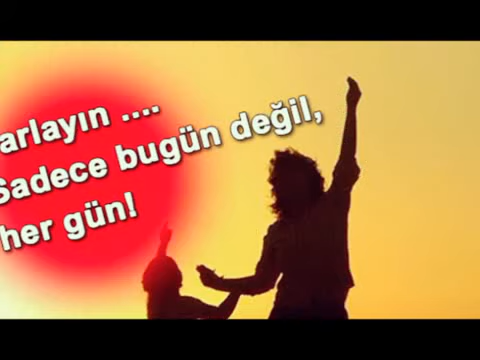 arlayın ....
Sadece bugün değil,
her gün!